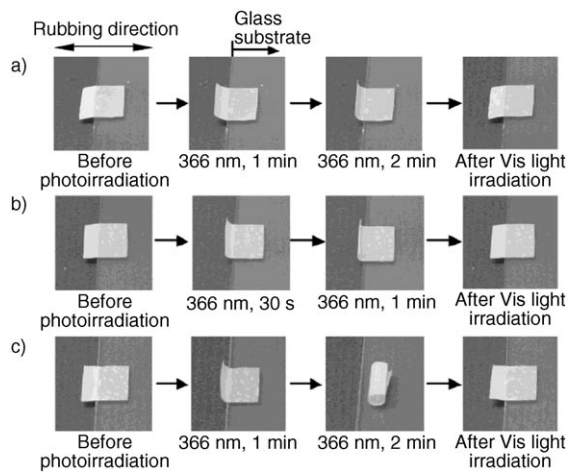 Rubbing direction
Glass
substrate
a)
Before
photoirradiation
366 nm, 1 min
366 nm, 2 min
After Vis light
irradiation
b)
Before
photoirradiation
366 nm, 30 s
366 nm, 1 min
After Vis light
irradiation
c)
Before
photoirradiation
366 nm, 1 min
366 nm, 2 min
After Vis light
irradiation